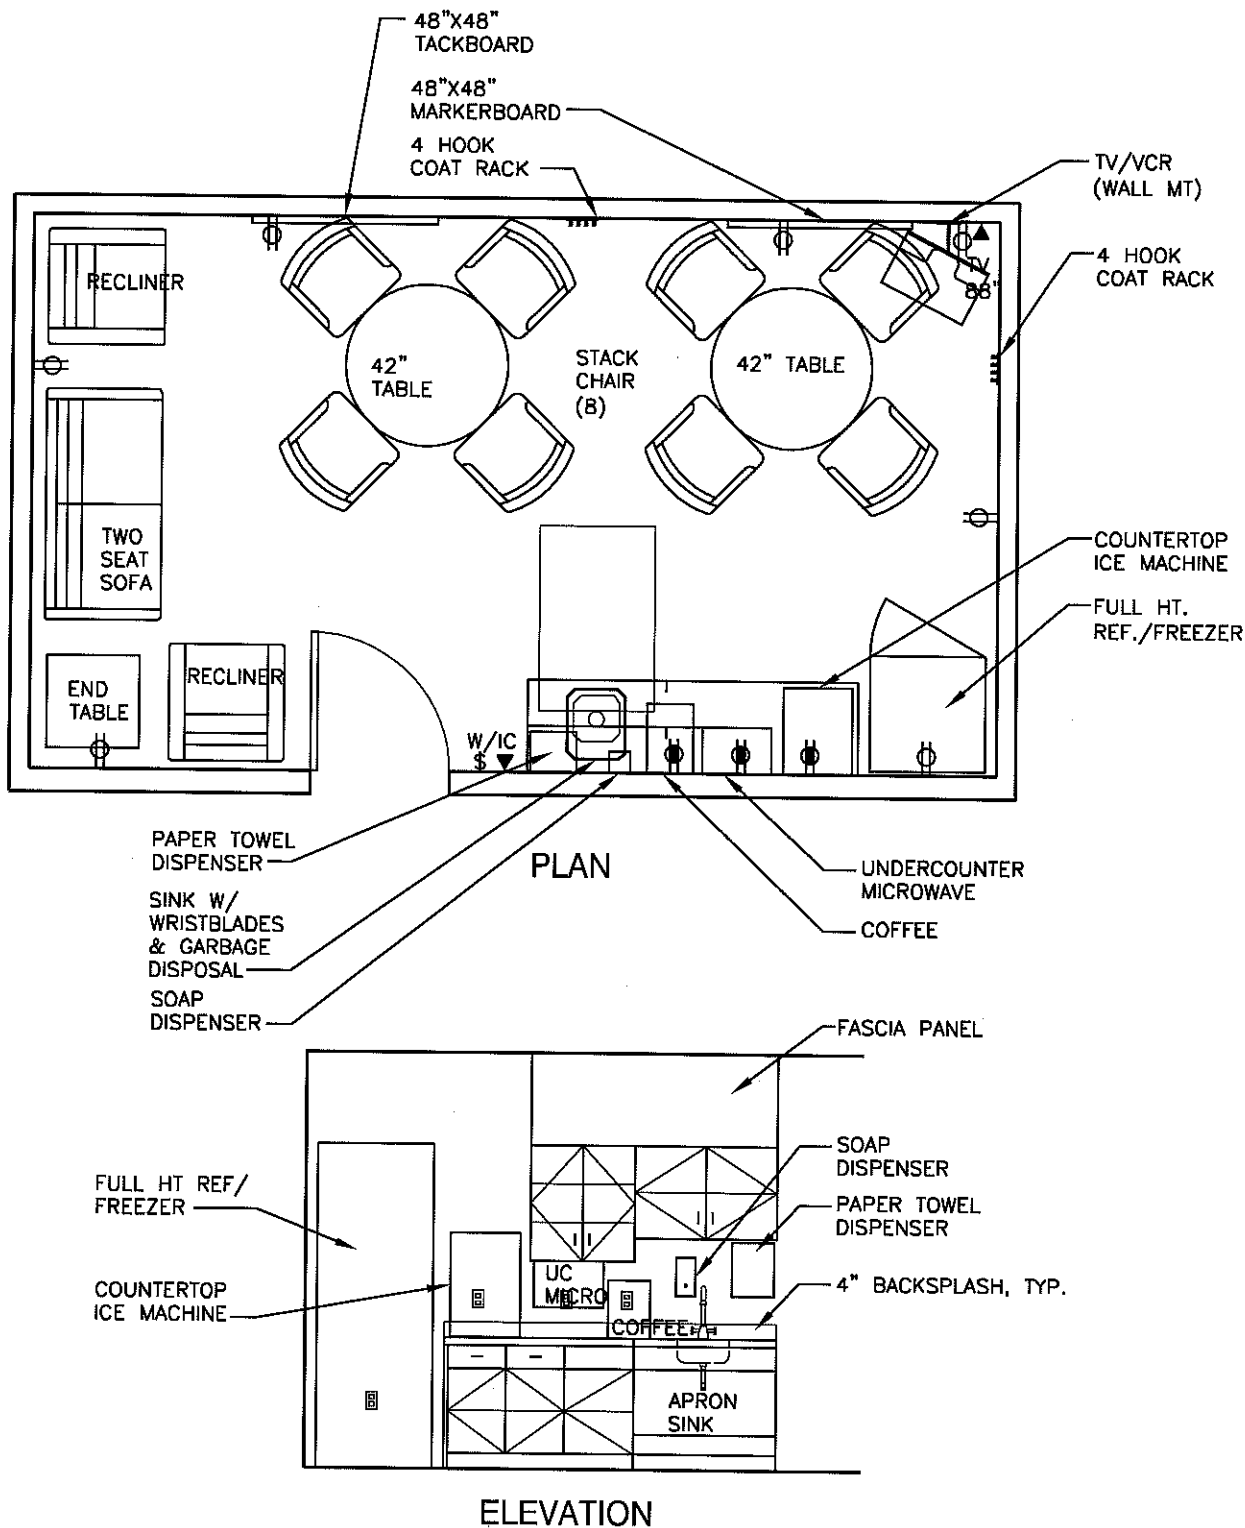 48"X48"
TACKBOARD
48"X48"
MARKERBOARD
4 HOOK
COAT RACK
TV/VCR
(WALL MT)
4 HOOK
COAT RACK
RECLINER
TV
88"
42"
TABLE
STACK
CHAIR
(8)
42" TABLE
TWO
SEAT
SOFA
COUNTERTOP
ICE MACHINE
FULL HT.
REF./FREEZER
END
TABLE
RECLINER
W/IC
$
PAPER TOWEL
DISPENSER
PLAN
UNDERCOUNTER
MICROWAVE
SINK W/
WRISTBLADES
& GARBAGE
DISPOSAL
COFFEE
SOAP
DISPENSER
FASCIA PANEL
SOAP
DISPENSER
FULL HT REF/
FREEZER
PAPER TOWEL
DISPENSER
UC
MICRO
COUNTERTOP
ICE MACHINE
4" BACKSPLASH, TYP.
COFFEE
APRON
SINK
ELEVATION